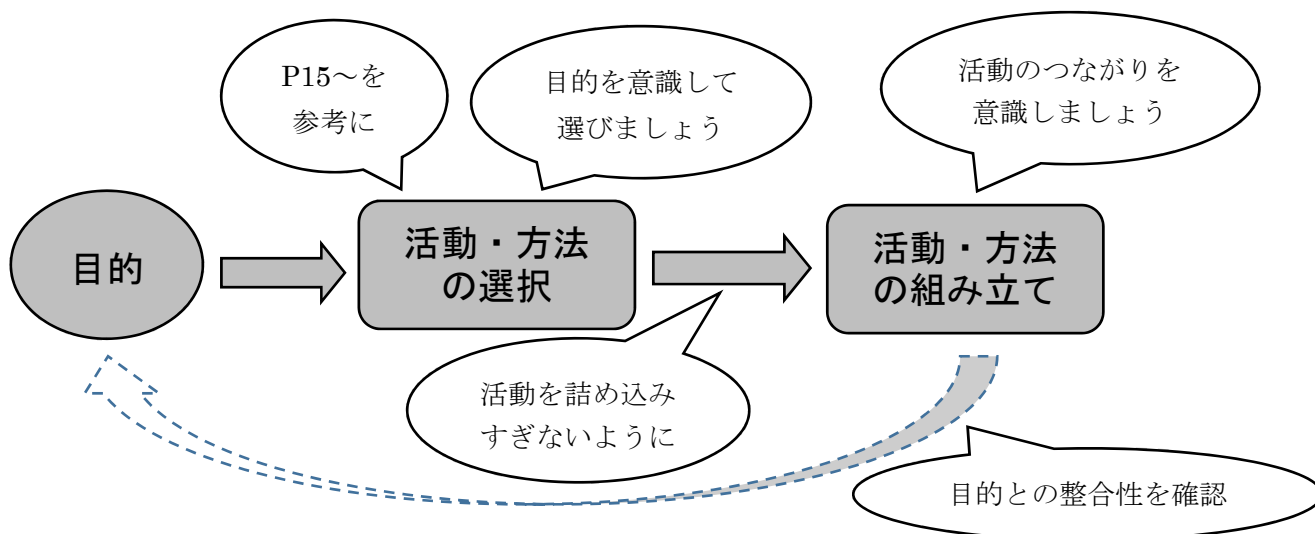 P15～を
参考に
目的を意識して
選びましょう
活動のつながりを
意識しましょう
目的
活動・方法
の選択
活動・方法
の組み立て
活動を詰め込み
すぎないように
目的との整合性を確認